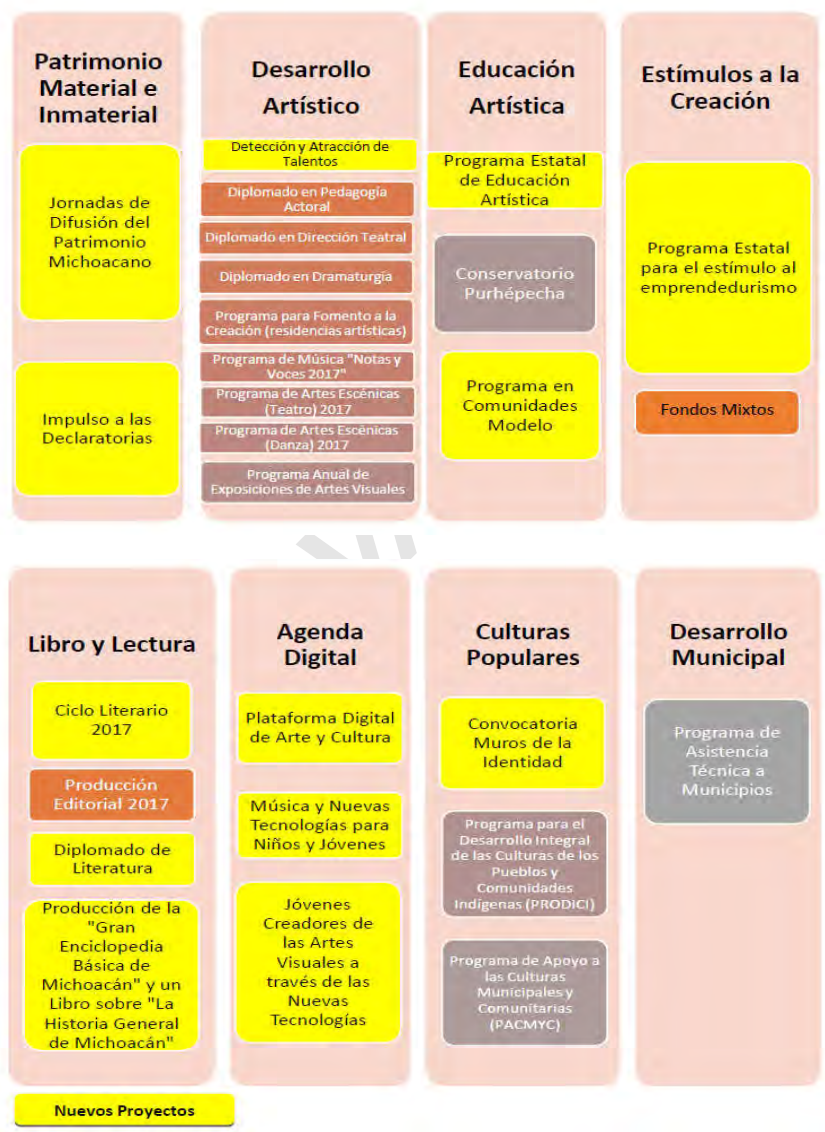 Patrimonio
Material e
Inmaterial
Jornadas de
Difusión del
Patrimonio
Michoacano
Impulso a las
Declaratorias
Desarrollo
Artístico
Detección y Atracción de
Talentos
Diplomado en Pedagogía
Actoral
Diplomado en Dirección Teatral
Diplomado en Dramaturgía
Programa para Fomento a la
Creación (residencias artísticas)
Programa de Música "Notas y
Voces 2017"
Programa de Artes Escénicas
(Teatro) 2017
Programa de Artes Escénicas
(Danza) 2017
Programa Anual de
Exposiciones de Artes Visuales
Educación
Artística
Programa Estatal
de Educación
Artística
Conservatorio
Purhépecha
Programa en
Comunidades
Modelo
Estímulos a la
Creación
Programa Estatal
para el estímulo al
emprendedurismo
Fondos Mixtos
Libro y Lectura
Ciclo Literario
2017
Producción
Editorial 2017
Diplomado de
Literatura
Producción de la
"Gran
Enciclopedia
Básica de
Michoacán" y un
Libro sobre "La
Historia General
de Michoacán"
Agenda
Digital
Plataforma Digital
de Arte y Cultura
Música y Nuevas
Tecnologías para
Niños y Jóvenes
Jóvenes
Creadores de
las Artes
Visuales a
través de las
Nuevas
Tecnologías
Culturas
Populares
Convocatoria
Muros de la
Identidad
Programa para el
Desarrollo Integral
de las Culturas de los
Pueblos y
Comunidades
Indígenas (PRODICI)
Programa de Apoyo a
las Culturas
Municipales y
Comunitarias
(PACMYC)
Desarrollo
Municipal
Programa de
Asistencia
Técnica a
Municipios
Nuevos Proyectos